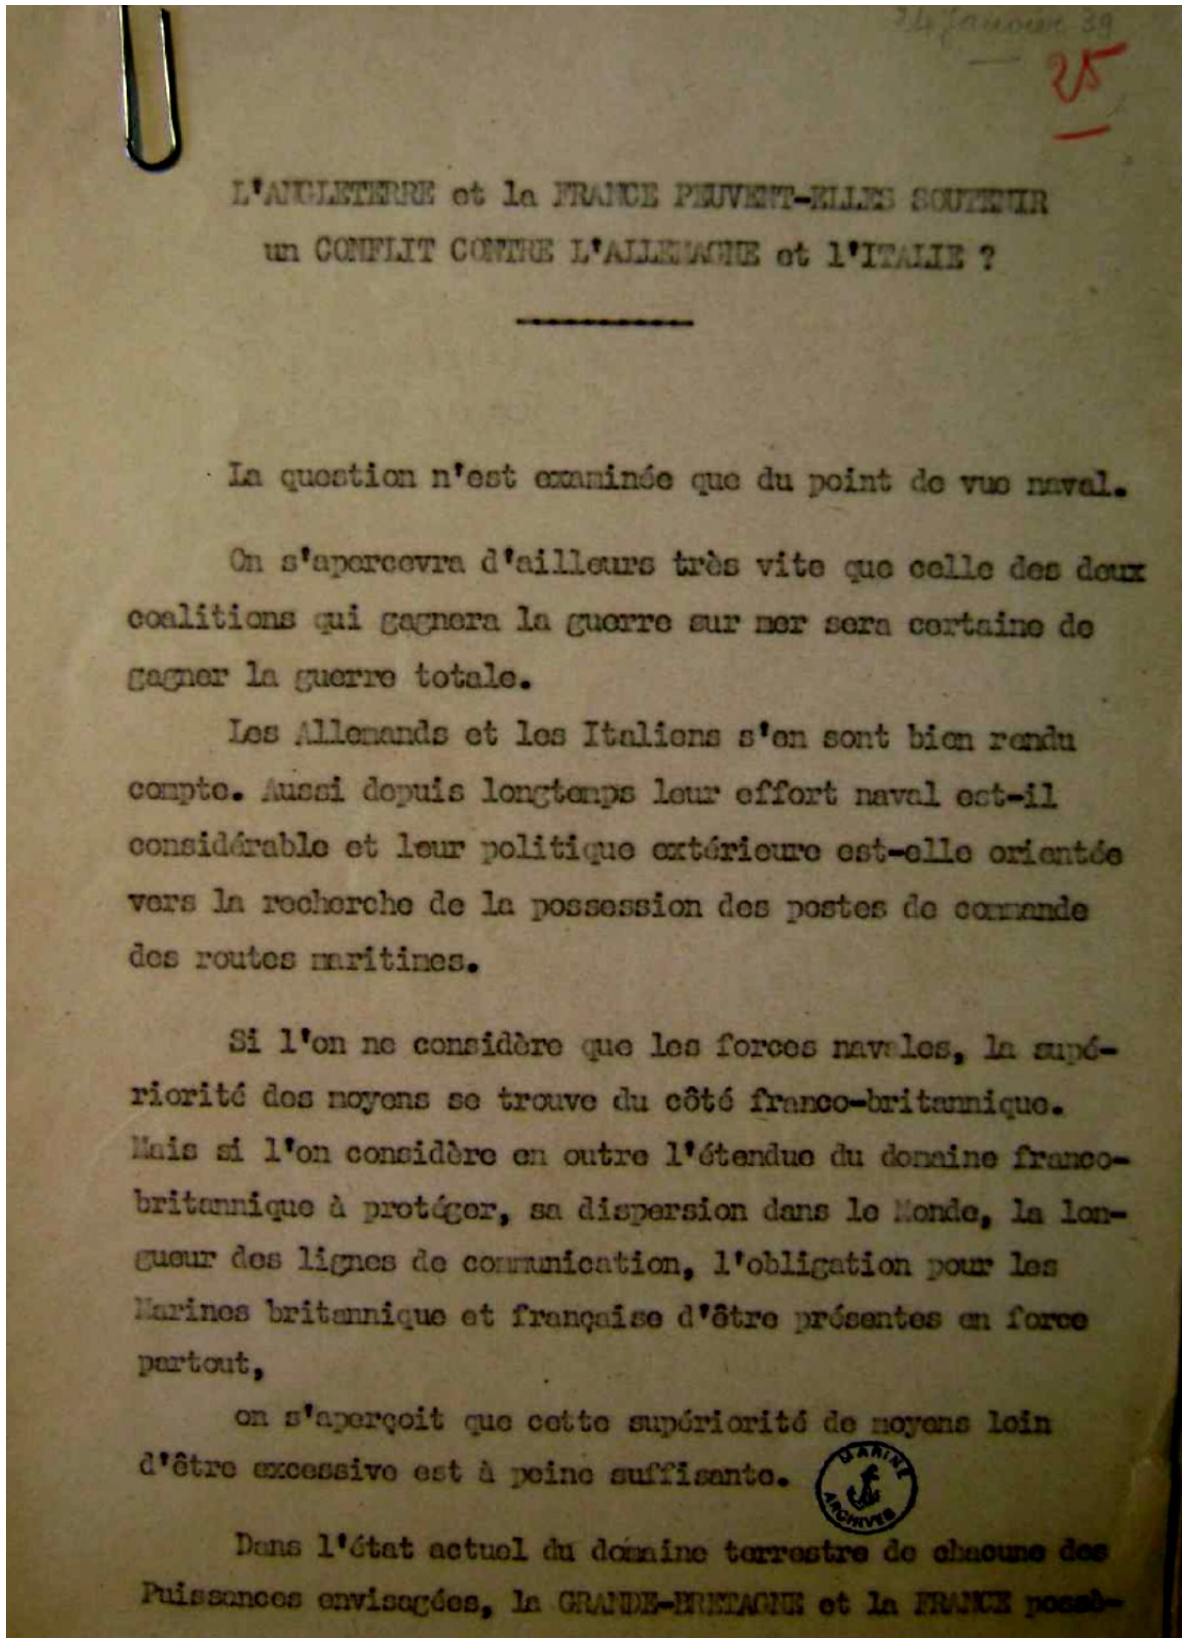 24 Janvier 39
25
L'ANGLETERRE et la FRANCE PEUVENT-ELLES SOUTENIR
un CONFLIT CONTRE L'ALLEMAGNE et l'ITALIE ?
La question n'est examinée que du point de vue naval.
On s'apercevra d'ailleurs très vite que celle des deux
coalitions qui gagnera la guerre sur mer sera certaine de
gagner la guerre totale.
Les Allemands et les Italiens s'en sont bien rendu
compte. Aussi depuis longtemps leur effort naval est-il
considérable et leur politique extérieure est-elle orientée
vers la recherche de la possession des postes de commande
des routes maritimes.
Si l'on ne considère que les forces navales, la supé-
riorité des moyens se trouve du côté franco-britannique.
Mais si l'on considère en outre l'étendue du domaine franco-
britannique à protéger, sa dispersion dans le Monde, la lon-
gueur des lignes de communication, l'obligation pour les
Marines britannique et française d'être présentes en force
partout,
on s'aperçoit que cette supériorité de moyens loin
d'être excessive est à peine suffisante.
MARINE
ARCHIVES
Dans l'état actuel du domaine terrestre de chacune des
Puissances envisagées, la GRANDE-BRETAGNE et la FRANCE possè-